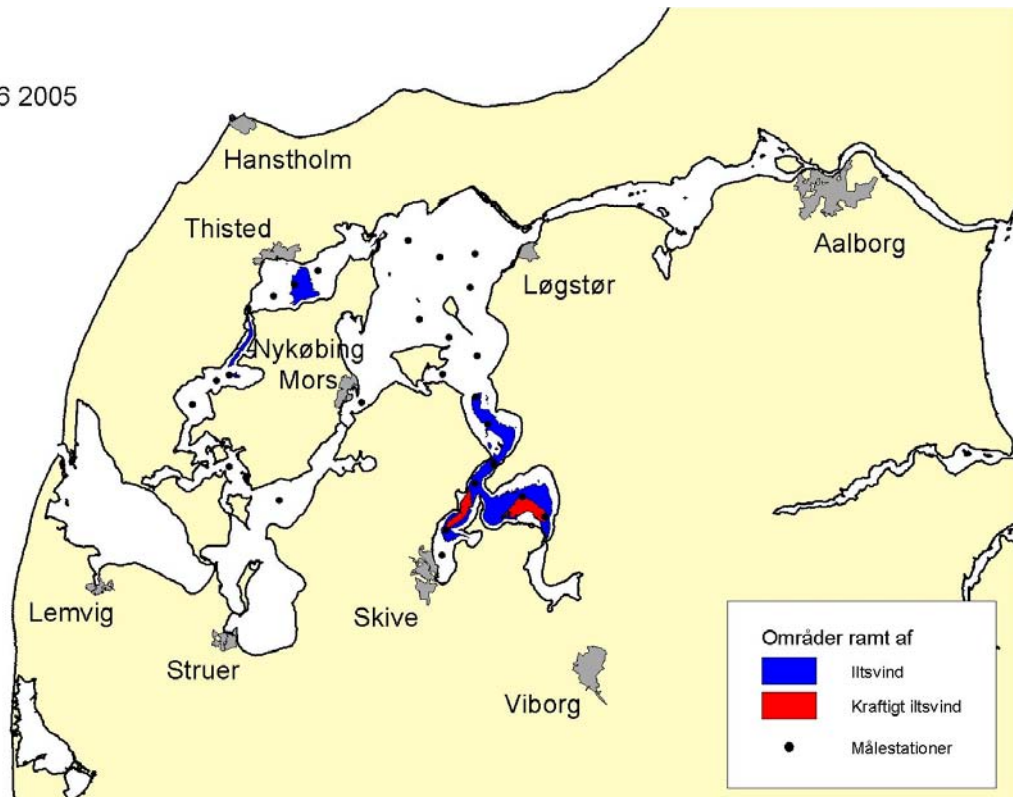 6 2005
Hanstholm
Thisted
Aalborg
Løgstør
Nykøbing
Mors
Lemvig
Skive
Struer
Viborg
Områder ramt af
Iltsvind
Kraftigt iltsvind
Målestationer